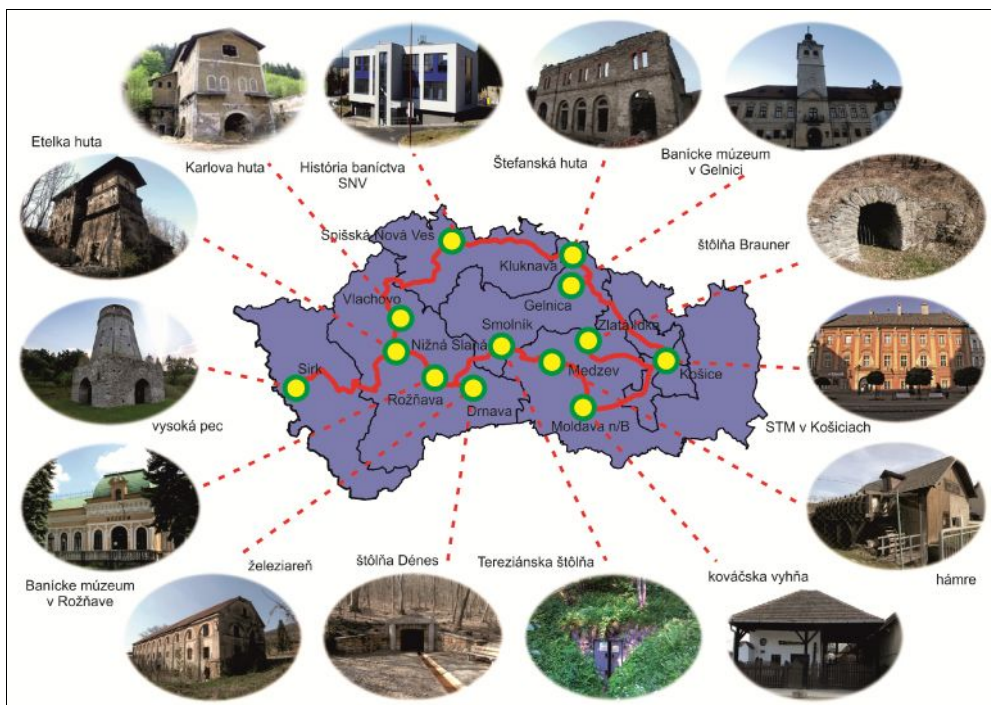 Etelka huta
Karlova huta
História baníctva
SNV
Štefanská huta
Banícke múzeum
v Gelnici
štôlňa Brauner
Spišská Nová Ves
Kluknava
Gelnica
Vlachovo
Smolník
Zlatá Idka
Nižná Slaná
Medzev
Košice
Sirk
Rožňava
Drnava
Moldava n/B
STM v Košiciach
vysoká pec
Banícke múzeum
v Rožňave
železiareň
štôlňa Dénes
Tereziánska štôlňa
kováčska vyhňa
hámre